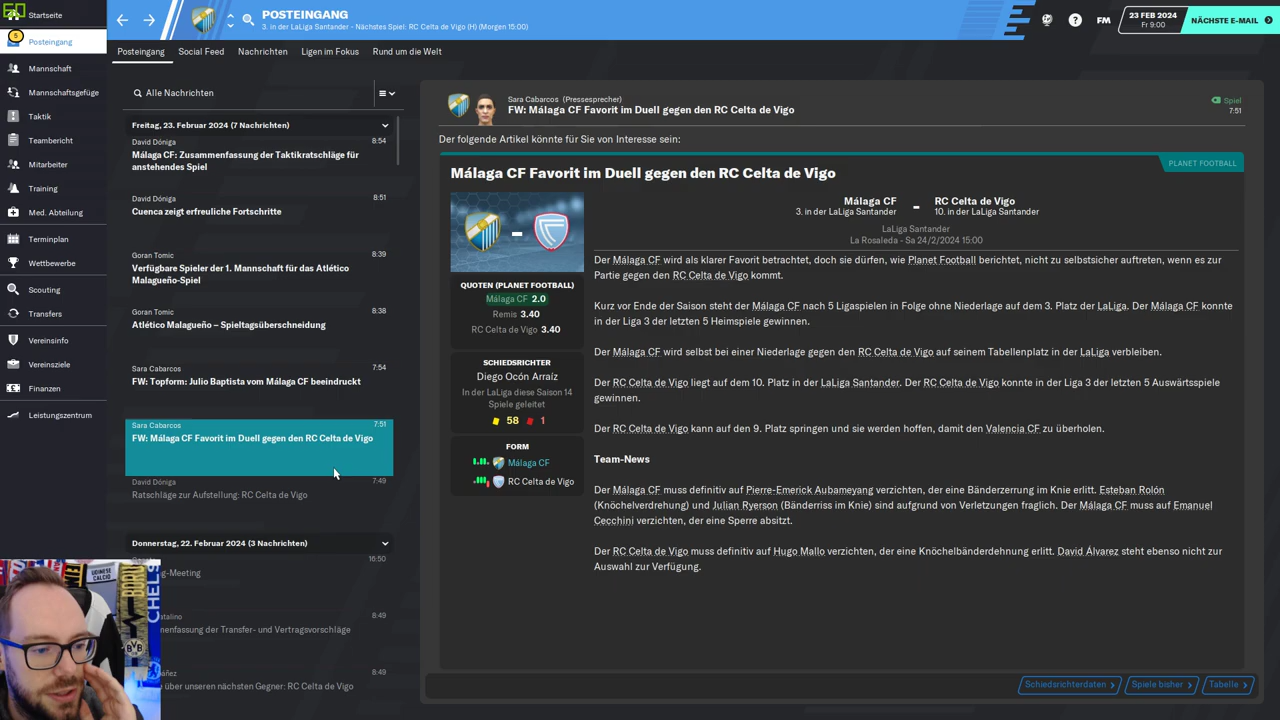 60
Startseite
5
Posteingang
Mannschaft
Mannschaftsgefüge
Taktik
Teambericht
Mitarbeiter
Training
Med. Abteilung
Terminplan
Wettbewerbe
Scouting
Transfers
Vereinsinfo
Vereinsziele
Finanzen
Leistungszentrum
POSTEINGANG
3. in der LaLiga Santander - Nächstes Spiel: RC Celta de Vigo (H) (Morgen 15:00)
?
FM
23 FEB 2024
Fr 9:00
NÄCHSTE E-MAIL
Posteingang
Social Feed
Nachrichten
Ligen im Fokus
Rund um die Welt
Alle Nachrichten
Freitag, 23. Februar 2024 (7 Nachrichten)
David Dóniga 8:54
Málaga CF: Zusammenfassung der Taktikratschläge für
anstehendes Spiel
David Dóniga 8:51
Cuenca zeigt erfreuliche Fortschritte
Goran Tomic 8:39
Verfügbare Spieler der 1. Mannschaft für das Atlético
Malagueño-Spiel
Goran Tomic 8:38
Atlético Malagueño – Spieltagsüberschneidung
Sara Cabarcos 7:54
FW: Topform: Julio Baptista vom Málaga CF beeindruckt
Sara Cabarcos 7:51
FW: Málaga CF Favorit im Duell gegen den RC Celta de Vigo
David Dóniga 7:49
Ratschläge zur Aufstellung: RC Celta de Vigo
Donnerstag, 22. Februar 2024 (3 Nachrichten)
16:50
g-Meeting
8:49
enfassung der Transfer- und Vertragsvorschläge
8:49
über unseren nächsten Gegner: RC Celta de Vigo
Sara Cabarcos (Pressesprecher)
FW: Málaga CF Favorit im Duell gegen den RC Celta de Vigo
Spiel
7:51
Der folgende Artikel könnte für Sie von Interesse sein:
PLANET FOOTBALL
Málaga CF Favorit im Duell gegen den RC Celta de Vigo
Málaga CF - RC Celta de Vigo
3. in der LaLiga Santander 10. in der LaLiga Santander
LaLiga Santander
La Rosaleda - Sa 24/2/2024 15:00
QUOTEN (PLANET FOOTBALL)
Málaga CF 2.0
Remis 3.40
RC Celta de Vigo 3.40
SCHIEDSRICHTER
Diego Ocón Arraíz
In der LaLiga diese Saison 14
Spiele geleitet
58 1
FORM
Málaga CF
RC Celta de Vigo
Der Málaga CF wird als klarer Favorit betrachtet, doch sie dürfen, wie Planet Football berichtet, nicht zu selbstsicher auftreten, wenn es zur
Partie gegen den RC Celta de Vigo kommt.
Kurz vor Ende der Saison steht der Málaga CF nach 5 Ligaspielen in Folge ohne Niederlage auf dem 3. Platz der LaLiga. Der Málaga CF konnte
in der Liga 3 der letzten 5 Heimspiele gewinnen.
Der Málaga CF wird selbst bei einer Niederlage gegen den RC Celta de Vigo auf seinem Tabellenplatz in der LaLiga verbleiben.
Der RC Celta de Vigo liegt auf dem 10. Platz in der LaLiga Santander. Der RC Celta de Vigo konnte in der Liga 3 der letzten 5 Auswärtsspiele
gewinnen.
Der RC Celta de Vigo kann auf den 9. Platz springen und sie werden hoffen, damit den Valencia CF zu überholen.
Team-News
Der Málaga CF muss definitiv auf Pierre-Emerick Aubameyang verzichten, der eine Bänderzerrung im Knie erlitt. Esteban Rolón
(Knöchelverdrehung) und Julian Ryerson (Bänderriss im Knie) sind aufgrund von Verletzungen fraglich. Der Málaga CF muss auf Emanuel
Cecchini verzichten, der eine Sperre absitzt.
Der RC Celta de Vigo muss definitiv auf Hugo Mallo verzichten, der eine Knöchelbänderdehnung erlitt. David Álvarez steht ebenso nicht zur
Auswahl zur Verfügung.
Schiedsrichterdaten
Spiele bisher
Tabelle
UDINESE CALCIO
BORU
CHELS
BVB